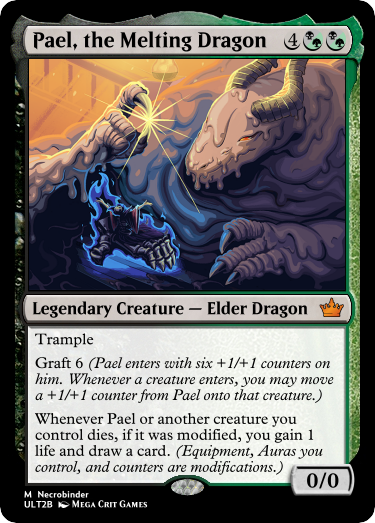 Pael, the Melting Dragon 4
Legendary Creature — Elder Dragon
Trample
Graft 6 (Pael enters with six +1/+1 counters on
him. Whenever a creature enters, you may move
a +1/+1 counter from Pael onto that creature.)
Whenever Pael or another creature you
control dies, if it was modified, you gain 1
life and draw a card. (Equipment, Auras you
control, and counters are modifications.)
0/0
M Necrobinder
ULT2B Mega Crit Games